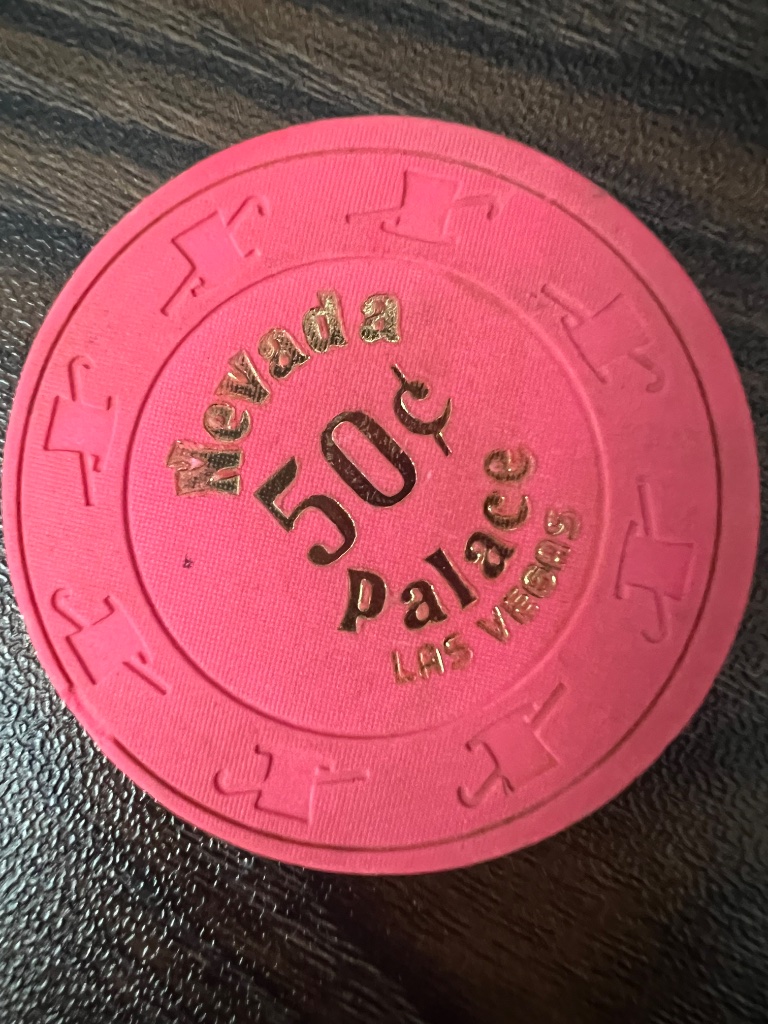 Nevada
50¢
Palace
LAS VEGAS